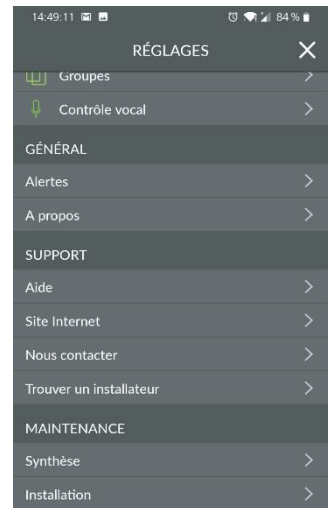 14:49:11 84 %
RÉGLAGES
Groupes
Contrôle vocal
GÉNÉRAL
Alertes
A propos
SUPPORT
Aide
Site Internet
Nous contacter
Trouver un installateur
MAINTENANCE
Synthèse
Installation